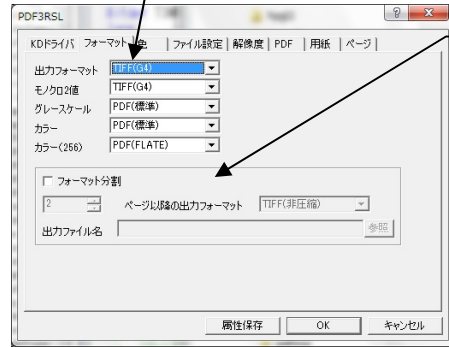 PDF3RSL
KDドライバ フォーマット 色 ファイル設定 解像度 PDF 用紙 ページ
出力フォーマット TIFF(G4)
モノクロ2値 TIFF(G4)
グレースケール PDF(標準)
カラー PDF(標準)
カラー(256) PDF(FLATE)
フォーマット分割
2 ページ以降の出力フォーマット TIFF(非圧縮)
出力ファイル名 参照
属性保存 OK キャンセル